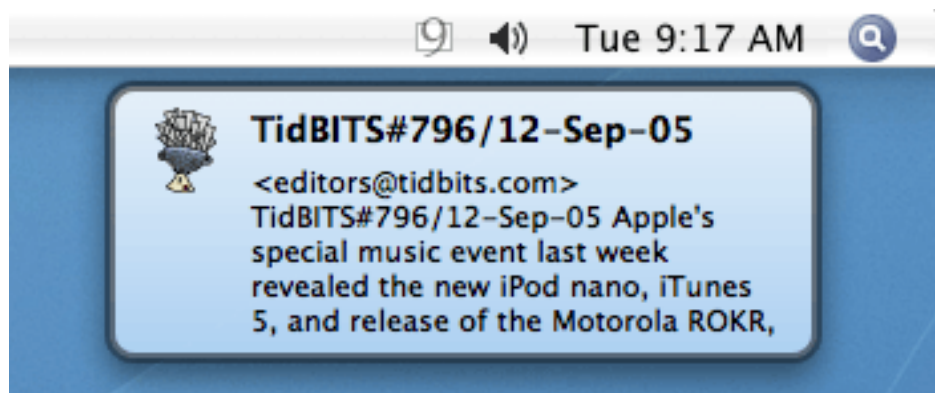 9 Tue 9:17 AM
TidBITS#796/12-Sep-05
<editors@tidbits.com>
TidBITS#796/12-Sep-05 Apple's
special music event last week
revealed the new iPod nano, iTunes
5, and release of the Motorola ROKR,